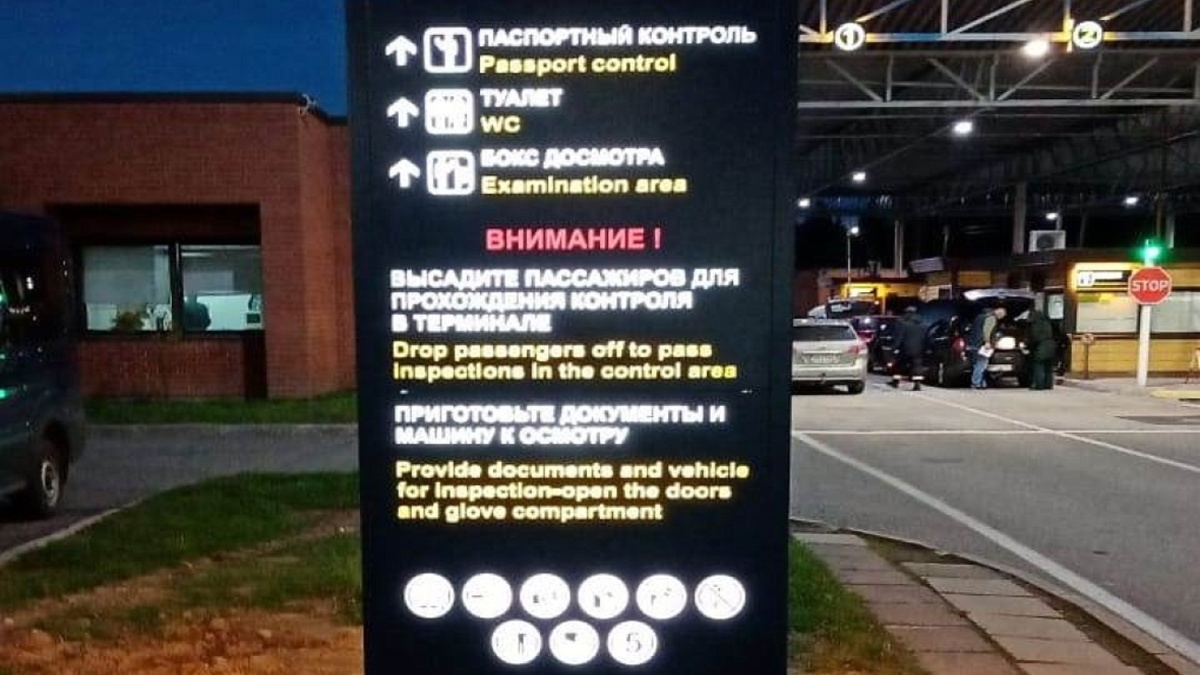 ПАСПОРТНЫЙ КОНТРОЛЬ
Passport control
ТУАЛЕТ
WC
БОКС ДОСМОТРА
Examination area
ВНИМАНИЕ !
ВЫСАДИТЕ ПАССАЖИРОВ ДЛЯ
ПРОХОЖДЕНИЯ КОНТРОЛЯ
В ТЕРМИНАЛЕ
Drop passengers off to pass
inspections in the control area
ПРИГОТОВЬТЕ ДОКУМЕНТЫ И
МАШИНУ К ОСМОТРУ
Provide documents and vehicle
for inspection-open the doors
and glove compartment
5
1
2
STOP